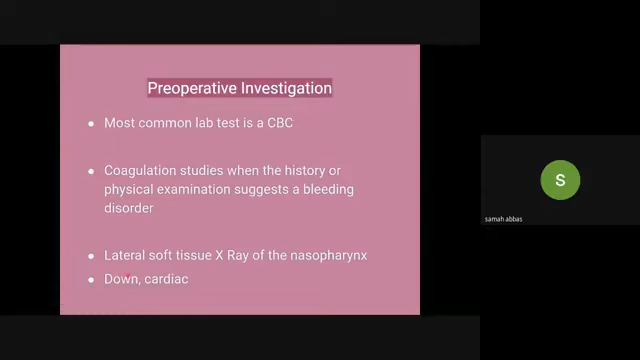 Preoperative Investigation
● Most common lab test is a CBC
● Coagulation studies when the history or
physical examination suggests a bleeding
disorder
● Lateral soft tissue X Ray of the nasopharynx
● Down, cardiac
S
samah abbas